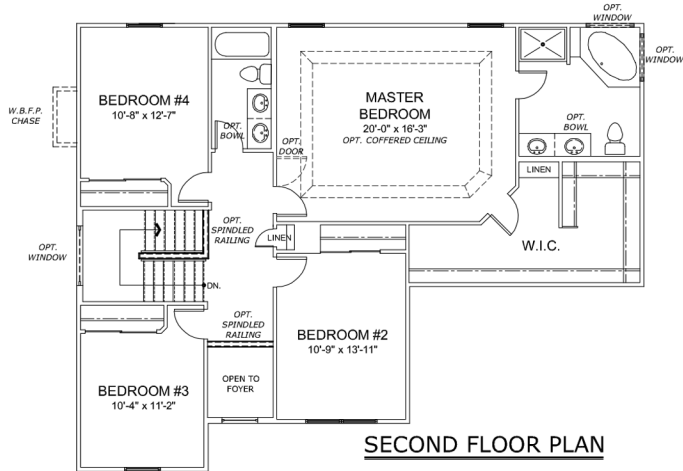 OPT.
WINDOW
OPT.
WINDOW
W.B.F.P.
CHASE
BEDROOM #4
10'-8" x 12'-7"
OPT.
BOWL
MASTER
BEDROOM
20'-0" x 16'-3"
OPT. COFFERED CEILING
OPT.
DOOR
OPT.
BOWL
LINEN
OPT.
WINDOW
OPT.
SPINDLED
RAILING
LINEN
W.I.C.
DN.
OPT.
SPINDLED
RAILING
BEDROOM #2
10'-9" x 13'-11"
BEDROOM #3
10'-4" x 11'-2"
OPEN TO
FOYER
SECOND FLOOR PLAN